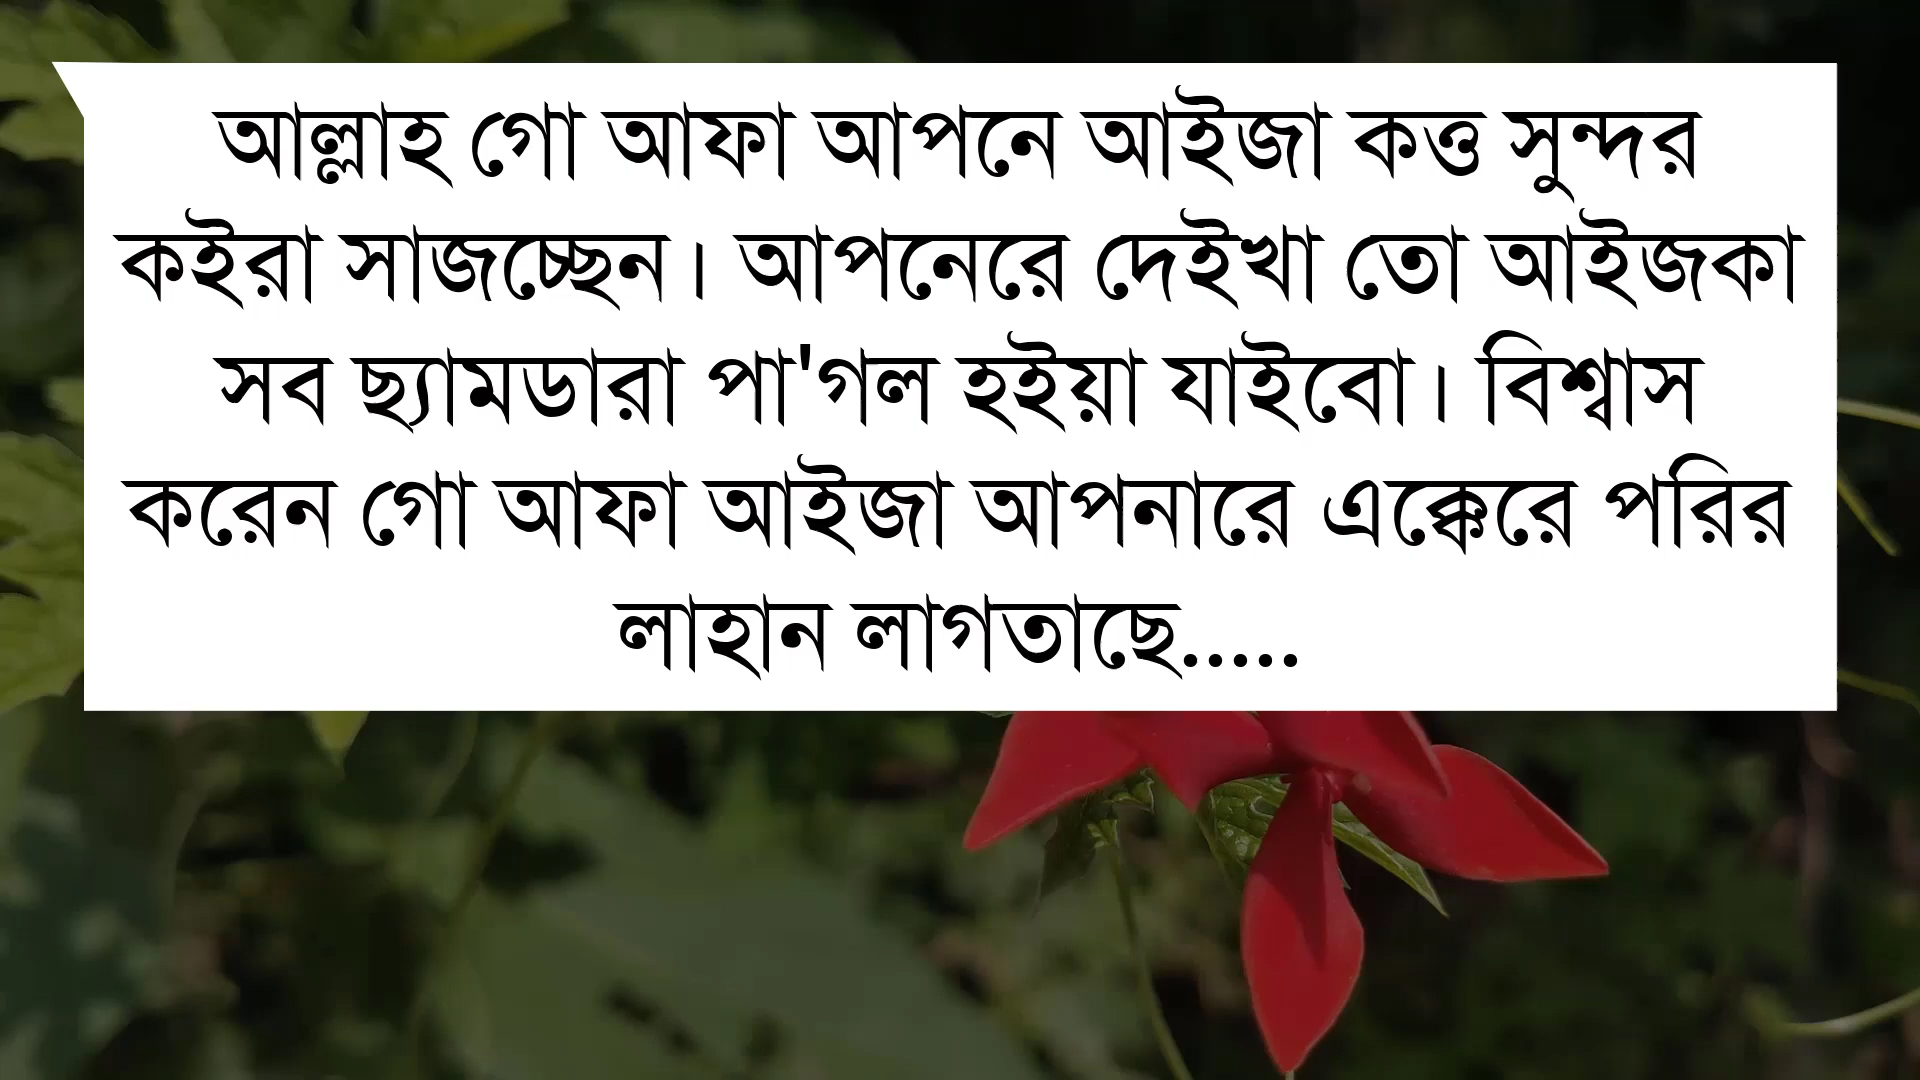 আল্লাহ গো আফা আপনে আইজা কত্ত সুন্দর
কইরা সাজচ্ছেন। আপনেরে দেইখা তো আইজকা
সব ছ্যামডারা পা'গল হইয়া যাইবো। বিশ্বাস
করেন গো আফা আইজা আপনারে এক্কেরে পরির
লাহান লাগতাছে.....